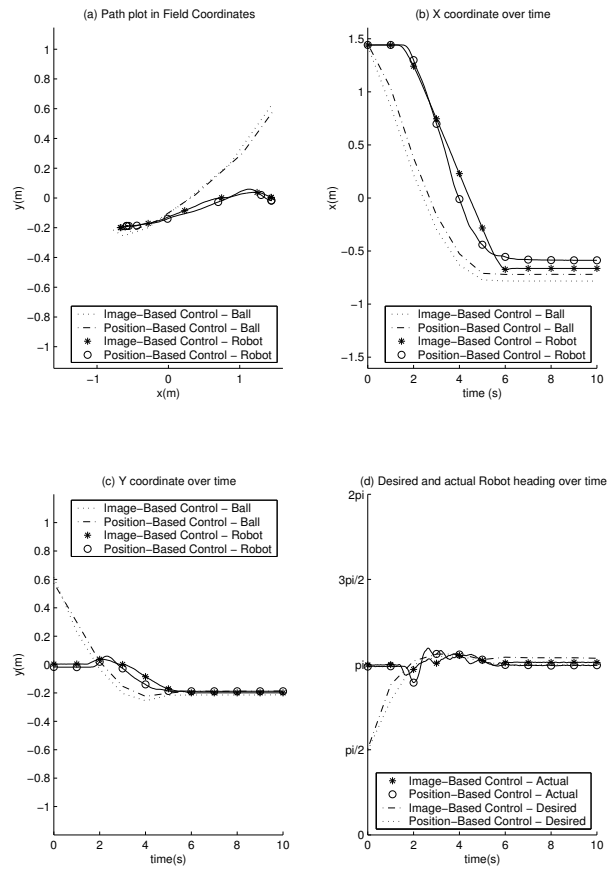 (a) Path plot in Field Coordinates
1
0.8
0.6
0.4
0.2
0
−0.2
−0.4
−0.6
−0.8
−1
y(m)
Image−Based Control − Ball
Position−Based Control − Ball
Image−Based Control − Robot
Position−Based Control − Robot
−1 0 1
x(m)
(b) X coordinate over time
1.5
1
0.5
0
−0.5
−1
−1.5
x(m)
Image−Based Control − Ball
Position−Based Control − Ball
Image−Based Control − Robot
Position−Based Control − Robot
0 2 4 6 8 10
time (s)
(c) Y coordinate over time
1
0.8
0.6
0.4
0.2
0
−0.2
−0.4
−0.6
−0.8
−1
y(m)
Image−Based Control − Ball
Position−Based Control − Ball
Image−Based Control − Robot
Position−Based Control − Robot
0 2 4 6 8 10
time(s)
(d) Desired and actual Robot heading over time
2pi
3pi/2
pi
pi/2
0
Image−Based Control − Actual
Position−Based Control − Actual
Image−Based Control − Desired
Position−Based Control − Desired
0 2 4 6 8 10
time(s)